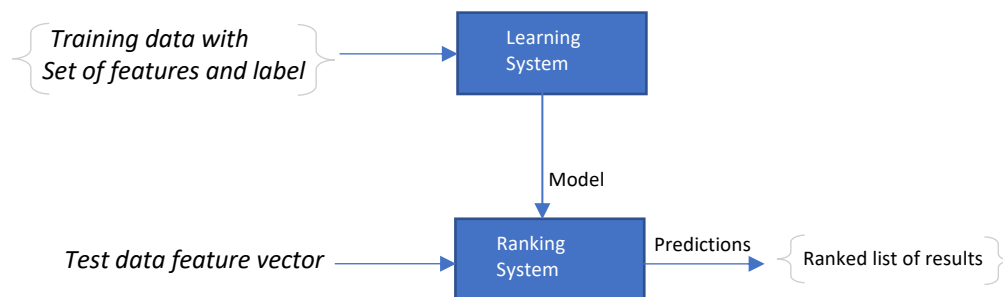 Training data with
Set of features and label
Learning
System
Model
Test data feature vector
Ranking
System
Predictions
Ranked list of results